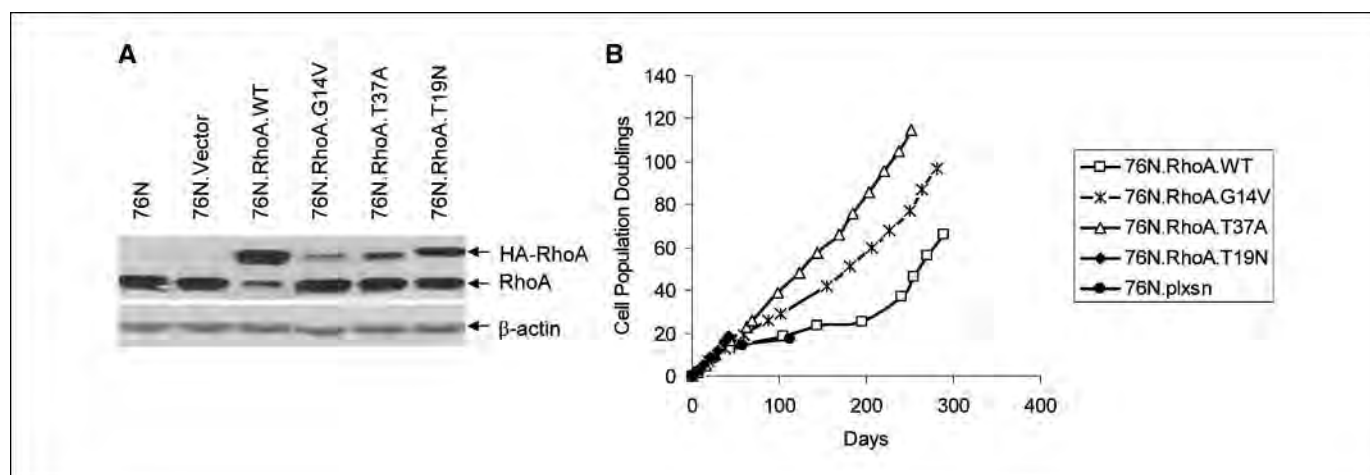 A
76N
76N.Vector
76N.RhoA.WT
76N.RhoA.G14V
76N.RhoA.T37A
76N.RhoA.T19N
HA-RhoA
RhoA
β-actin
B
Cell Population Doublings
140
120
100
80
60
40
20
0
0 100 200 300 400
Days
76N.RhoA.WT
76N.RhoA.G14V
76N.RhoA.T37A
76N.RhoA.T19N
76N.plxsn